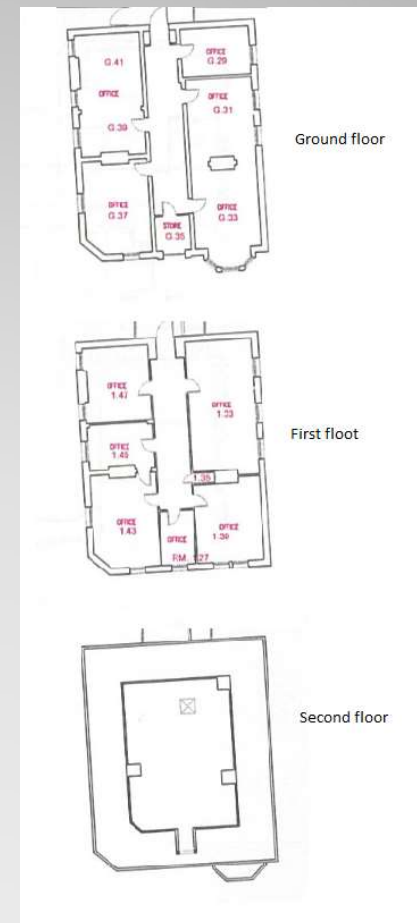 OFFICE
G.29
G.41
OFFICE
G.39
OFFICE
G.31
Ground floor
OFFICE
G.37
STORE
G.35
OFFICE
G.33
OFFICE
1.47
OFFICE
1.33
First floot
OFFICE
1.45
1.35
OFFICE
1.43
OFFICE
OFFICE
1.39
RM. 1.27
Second floor